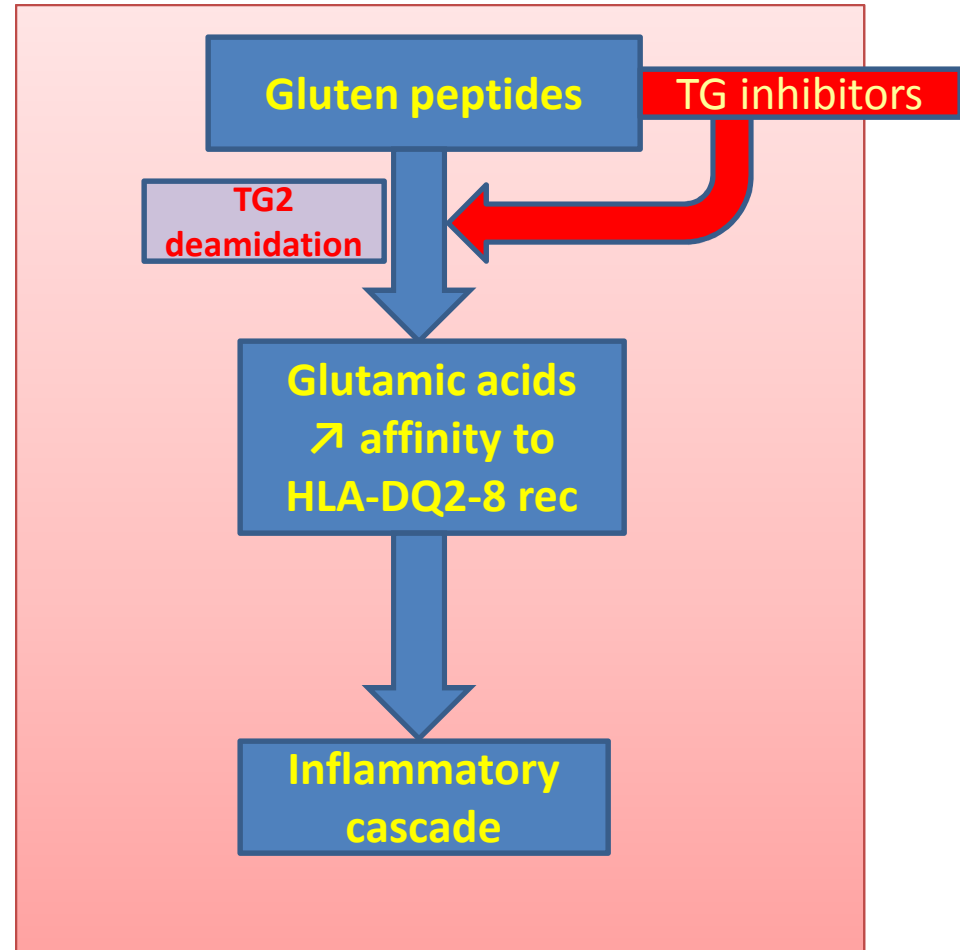 Gluten peptides
TG inhibitors
TG2
deamidation
Glutamic acids
↗ affinity to
HLA-DQ2-8 rec
Inflammatory
cascade